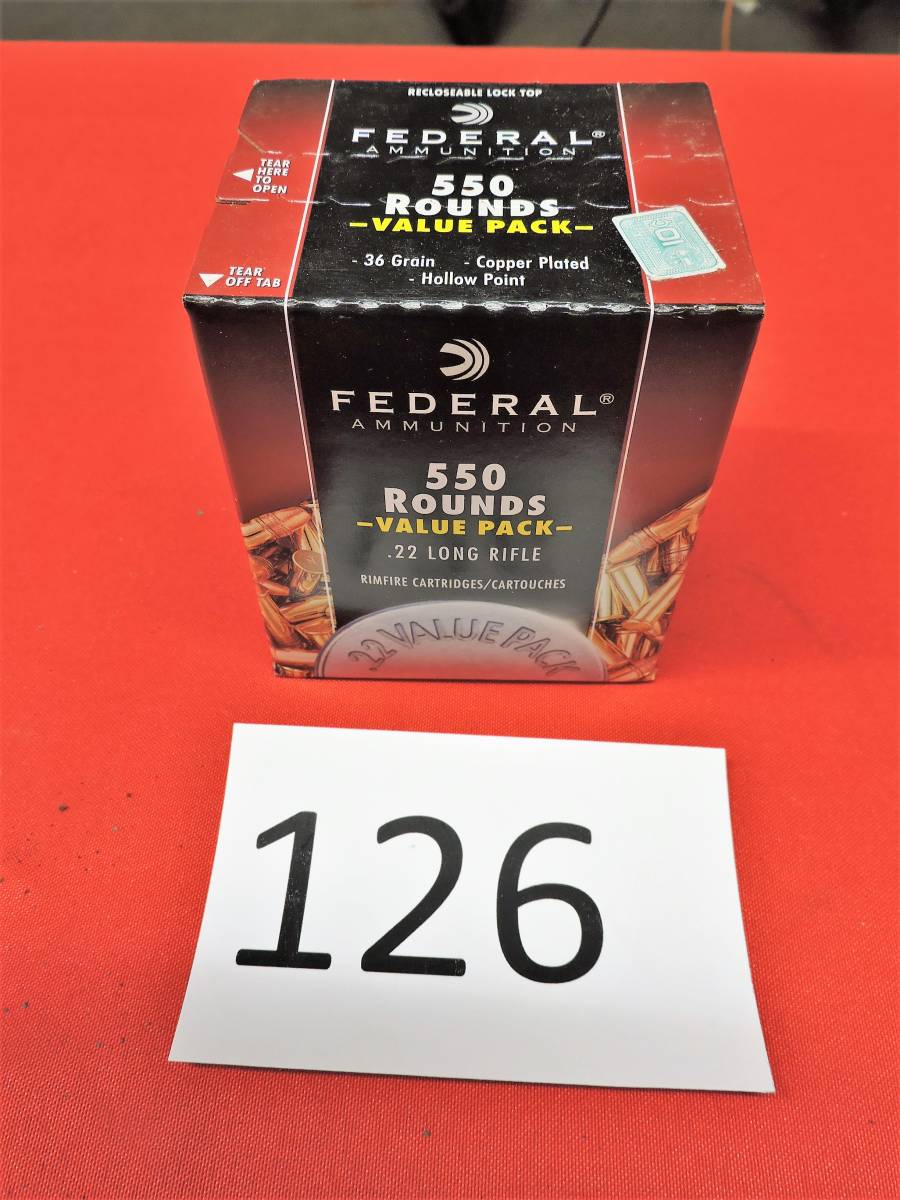 RECLOSEABLE LOCK TOP
FEDERAL®
AMMUNITION
TEAR
HERE
TO
OPEN
550
ROUNDS
–VALUE PACK–
- 36 Grain - Copper Plated
- Hollow Point
TEAR
OFF TAB
FEDERAL®
AMMUNITION
550
ROUNDS
–VALUE PACK–
.22 LONG RIFLE
RIMFIRE CARTRIDGES/CARTOUCHES
.22 VALUE PACK
126